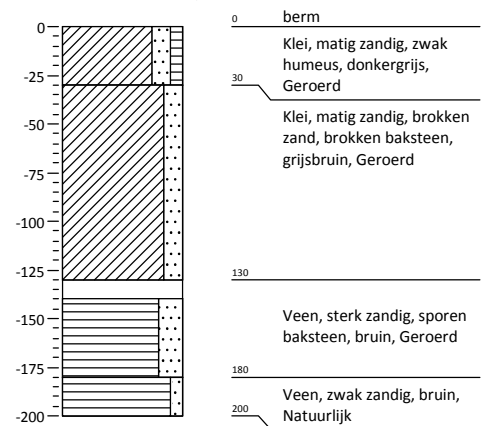 0
-25
-50
-75
-100
-125
-150
-175
-200
0 berm
Klei, matig zandig, zwak
humeus, donkergrijs,
Geroerd
30
Klei, matig zandig, brokken
zand, brokken baksteen,
grijsbruin, Geroerd
130
Veen, sterk zandig, sporen
baksteen, bruin, Geroerd
180
Veen, zwak zandig, bruin,
Natuurlijk
200